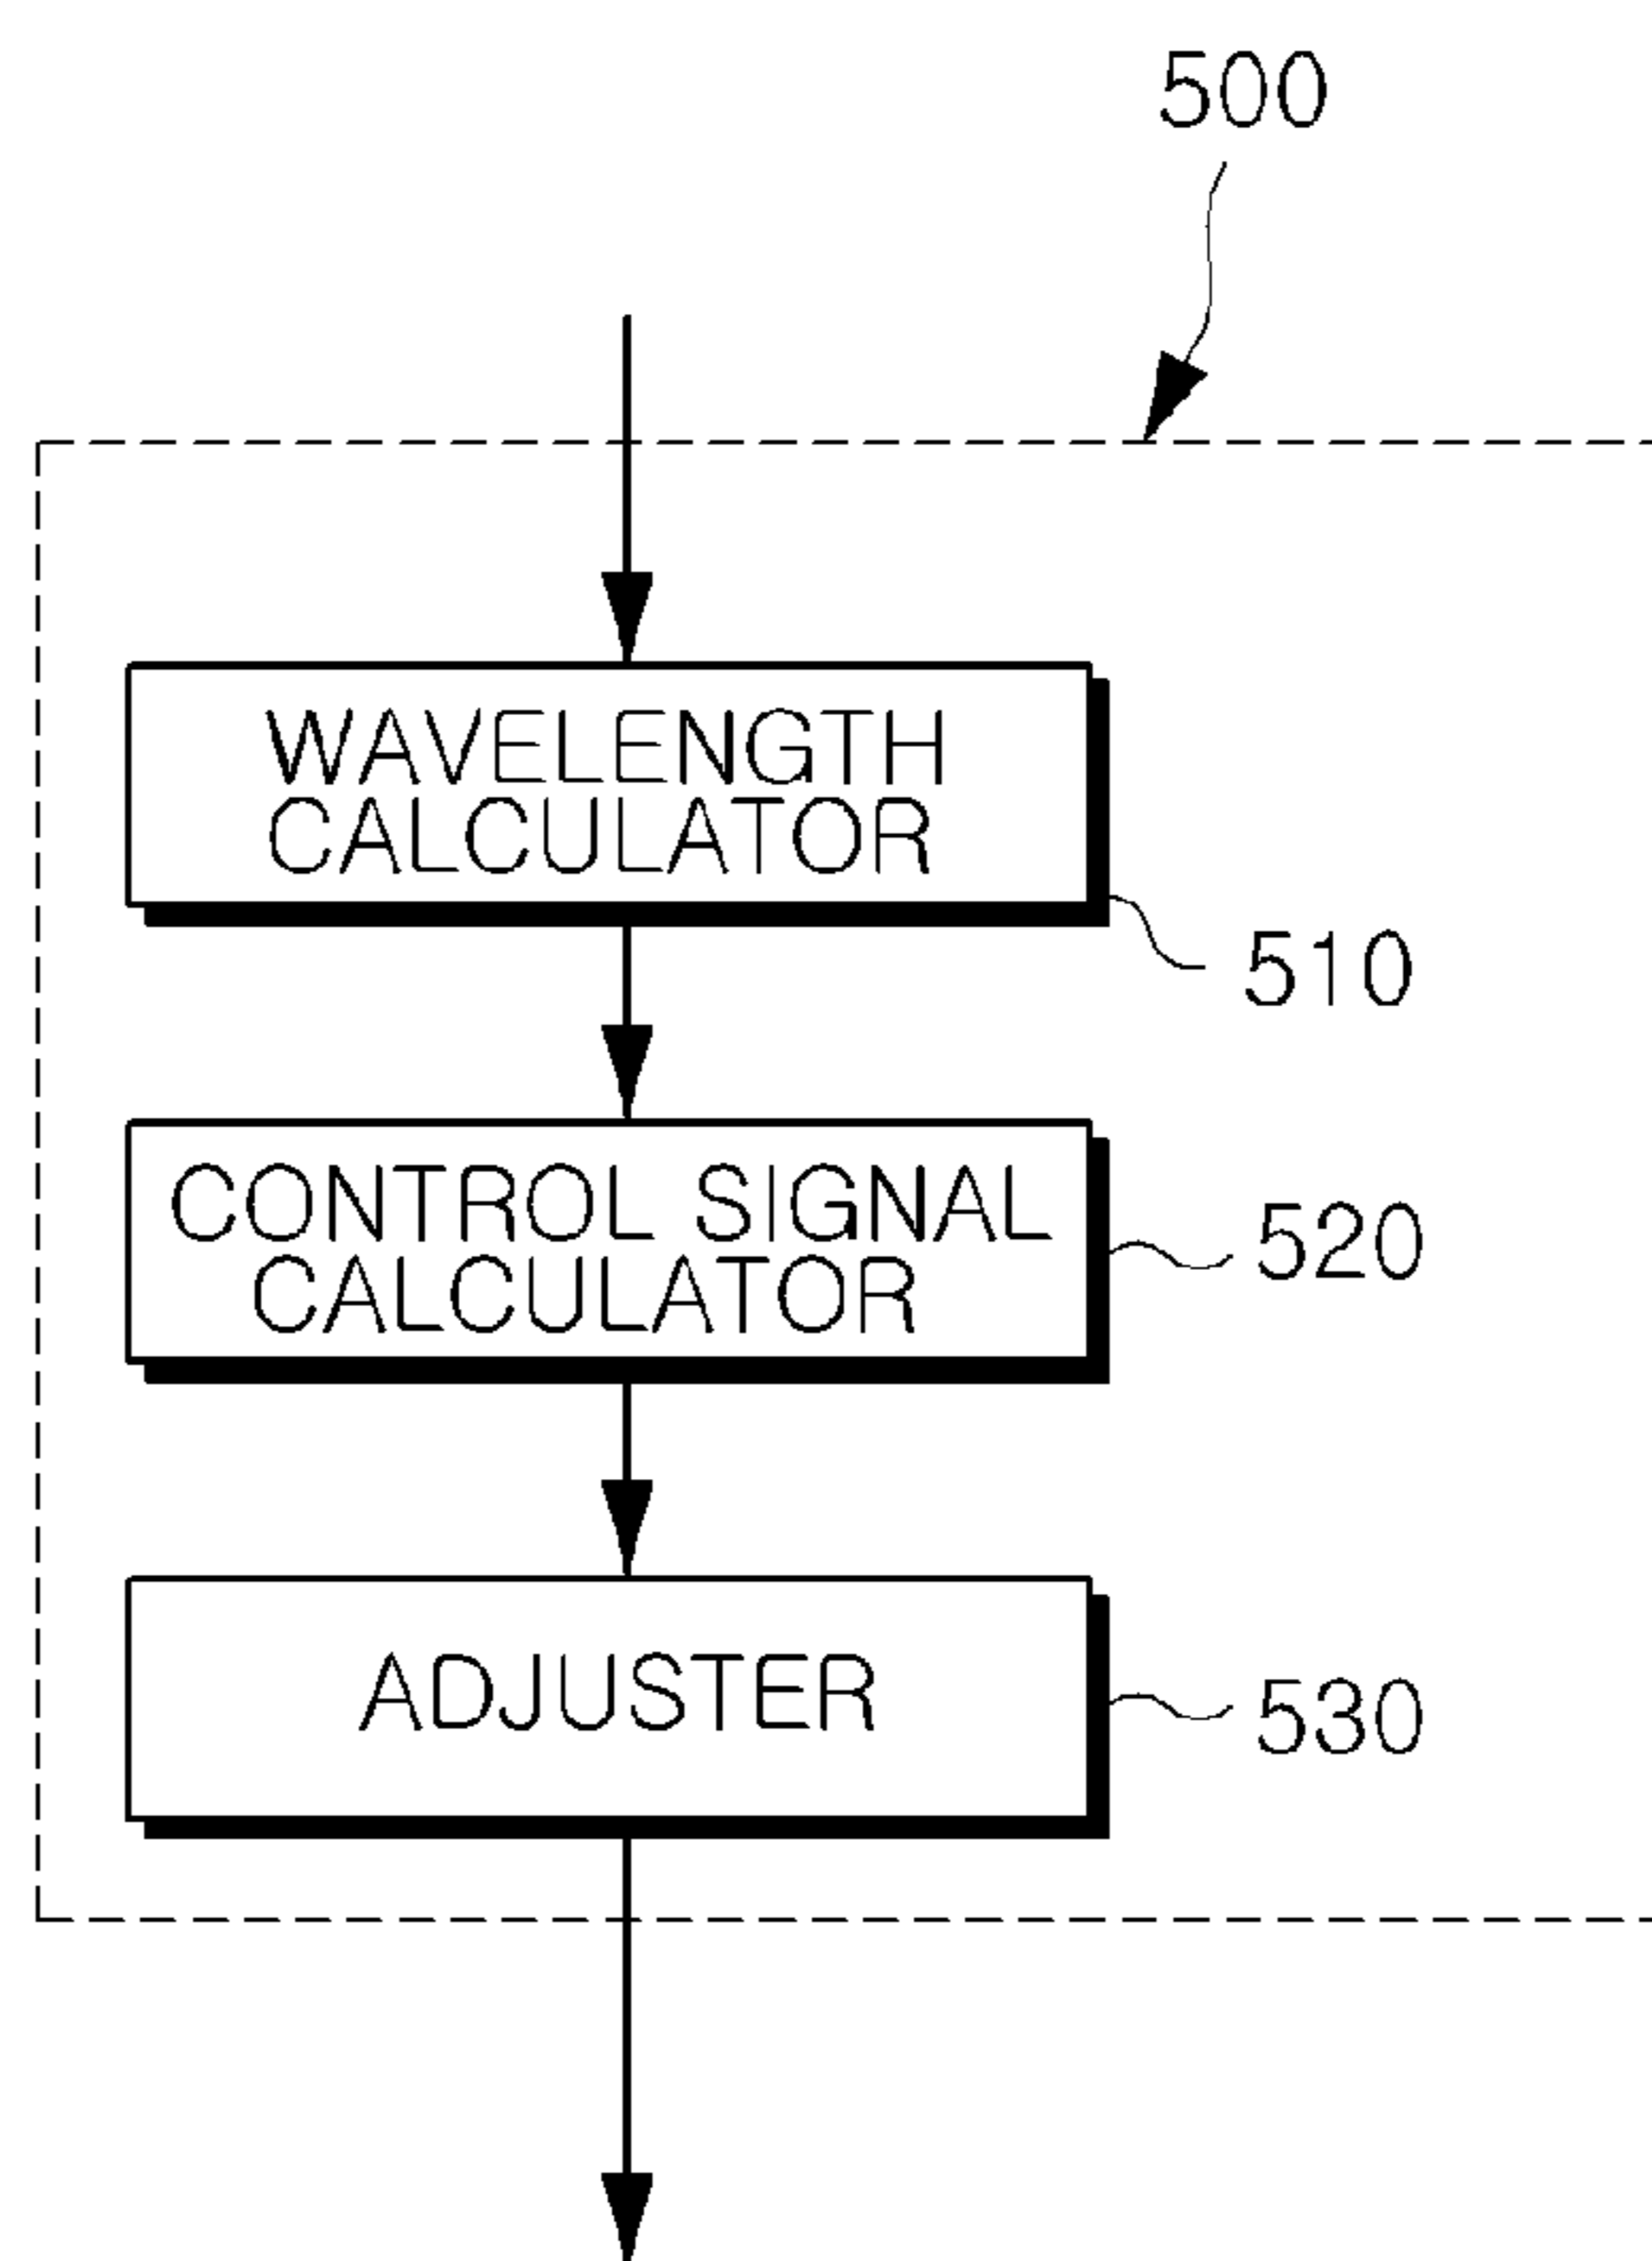 500
WAVELENGTH
CALCULATOR
510
CONTROL SIGNAL
CALCULATOR
520
ADJUSTER
530